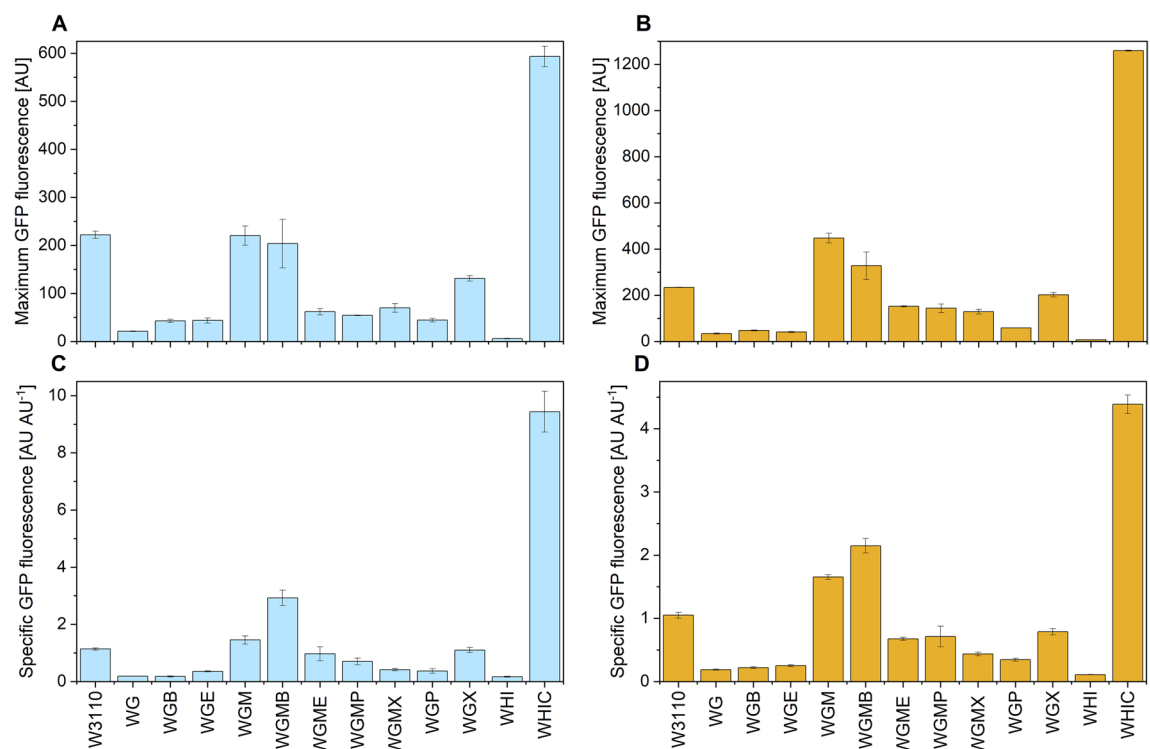 A
Maximum GFP fluorescence [AU]
600
500
400
300
200
100
0
B
Maximum GFP fluorescence [AU]
1200
1000
800
600
400
200
0
C
Specific GFP fluorescence [AU AU⁻¹]
10
8
6
4
2
0
W3110
WG
WGB
WGE
WGM
WGMB
WGME
WGMP
WGMX
WGP
WGX
WHI
WHIC
D
Specific GFP fluorescence [AU AU⁻¹]
4
3
2
1
0
W3110
WG
WGB
WGE
WGM
WGMB
WGME
WGMP
WGMX
WGP
WGX
WHI
WHIC